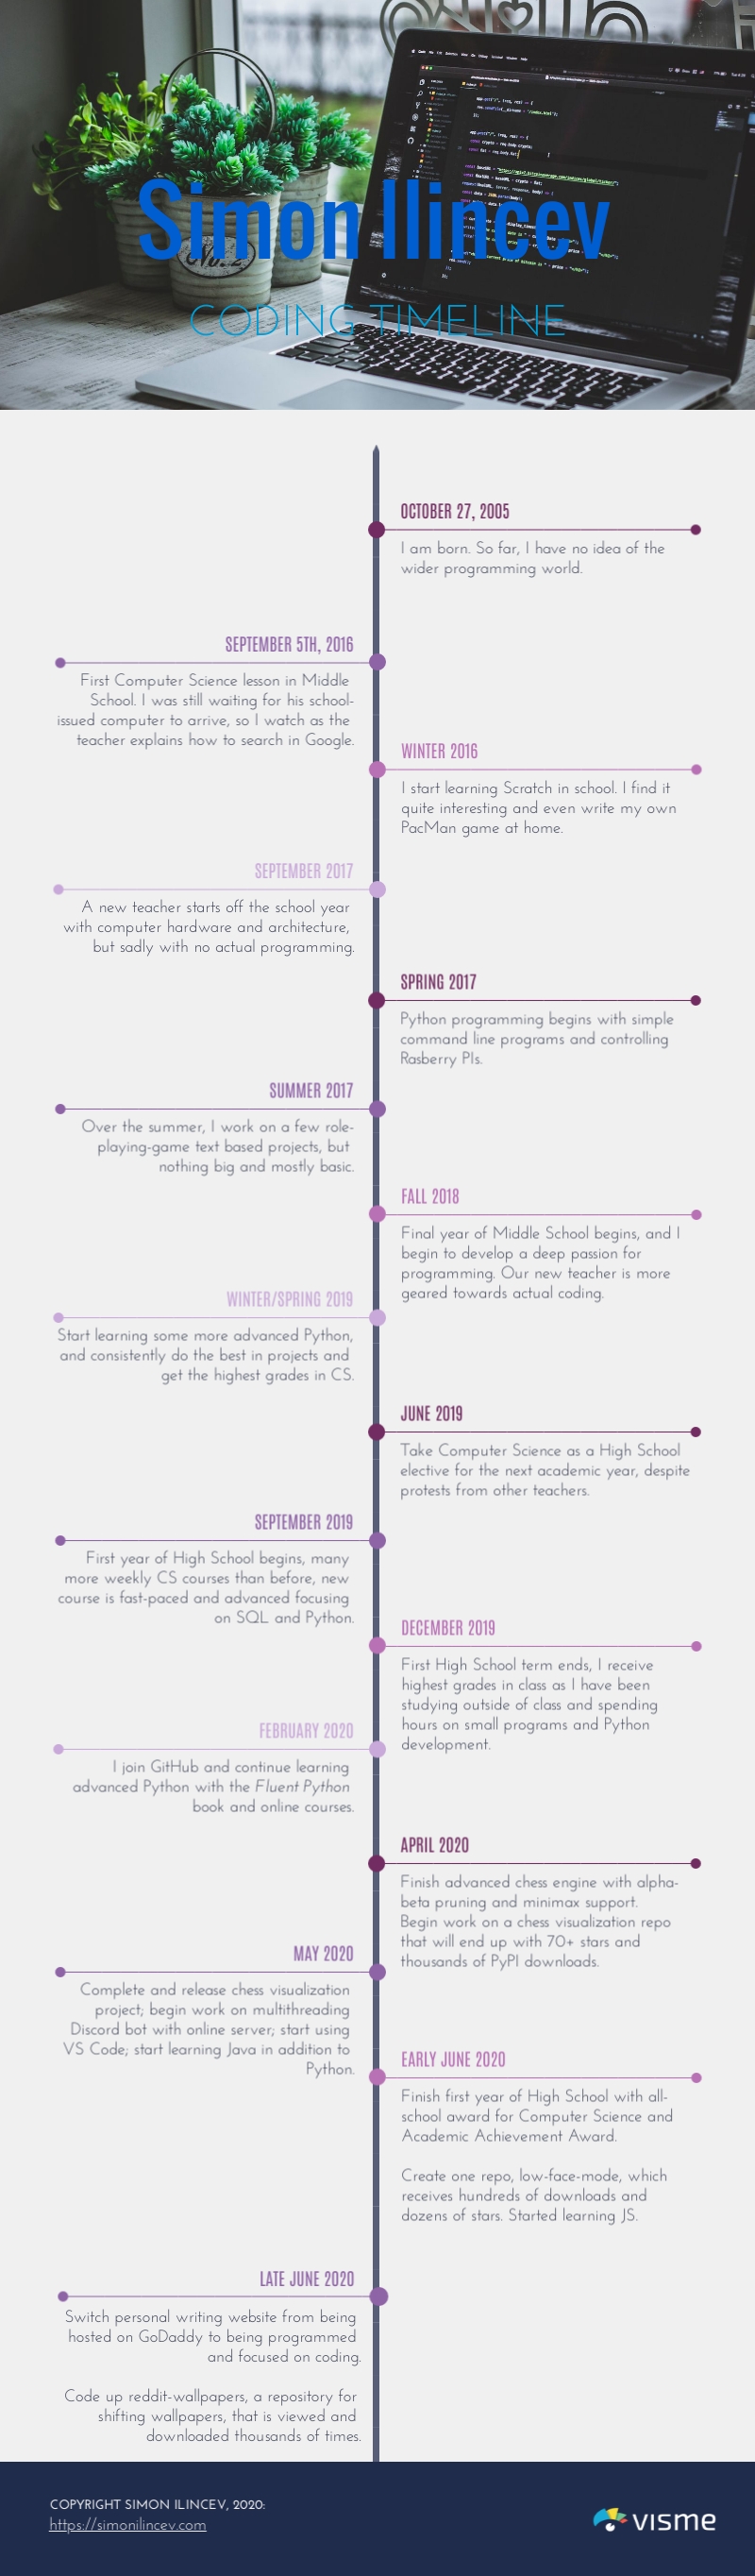 Simon Ilincev
No. 2
CODING TIMELINE
OCTOBER 27, 2005
I am born. So far, I have no idea of the
wider programming world.
SEPTEMBER 5TH, 2016
First Computer Science lesson in Middle
School. I was still waiting for his school-
issued computer to arrive, so I watch as the
teacher explains how to search in Google.
WINTER 2016
I start learning Scratch in school. I find it
quite interesting and even write my own
PacMan game at home.
SEPTEMBER 2017
A new teacher starts off the school year
with computer hardware and architecture,
but sadly with no actual programming.
SPRING 2017
Python programming begins with simple
command line programs and controlling
Rasberry PIs.
SUMMER 2017
Over the summer, I work on a few role-
playing-game text based projects, but
nothing big and mostly basic.
FALL 2018
Final year of Middle School begins, and I
begin to develop a deep passion for
programming. Our new teacher is more
geared towards actual coding.
WINTER/SPRING 2019
Start learning some more advanced Python,
and consistently do the best in projects and
get the highest grades in CS.
JUNE 2019
Take Computer Science as a High School
elective for the next academic year, despite
protests from other teachers.
SEPTEMBER 2019
First year of High School begins, many
more weekly CS courses than before, new
course is fast-paced and advanced focusing
on SQL and Python.
DECEMBER 2019
First High School term ends, I receive
highest grades in class as I have been
studying outside of class and spending
hours on small programs and Python
development.
FEBRUARY 2020
I join GitHub and continue learning
advanced Python with the Fluent Python
book and online courses.
APRIL 2020
Finish advanced chess engine with alpha-
beta pruning and minimax support.
Begin work on a chess visualization repo
that will end up with 70+ stars and
thousands of PyPI downloads.
MAY 2020
Complete and release chess visualization
project; begin work on multithreading
Discord bot with online server; start using
VS Code; start learning Java in addition to
Python.
EARLY JUNE 2020
Finish first year of High School with all-
school award for Computer Science and
Academic Achievement Award.
Create one repo, low-face-mode, which
receives hundreds of downloads and
dozens of stars. Started learning JS.
LATE JUNE 2020
Switch personal writing website from being
hosted on GoDaddy to being programmed
and focused on coding.
Code up reddit-wallpapers, a repository for
shifting wallpapers, that is viewed and
downloaded thousands of times.
COPYRIGHT SIMON ILINCEV, 2020:
https://simonilincev.com
visme